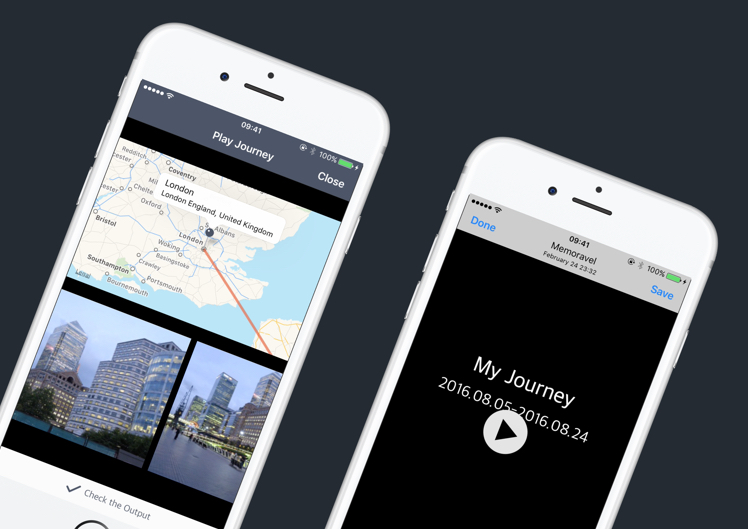 09:41
100%
Play Journey
Close
Redditch
Coventry
London
London England, United Kingdom
Oxford
St Albans
London
Bristol
Woking
Basingstoke
Crawley
Southampton
Portsmouth
Bournemouth
Legal
Check the Output
09:41
100%
Done
Memoravel
February 24 23:32
Save
My Journey
2016.08.05-2016.08.24